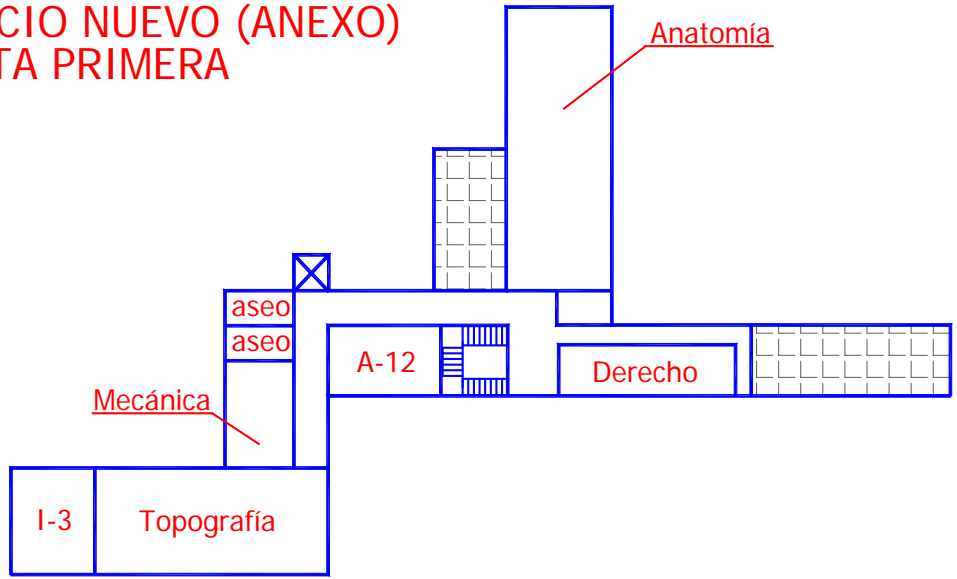 CIO NUEVO (ANEXO)
TA PRIMERA
Anatomía
aseo
aseo
A-12
Derecho
Mecánica
I-3
Topografía